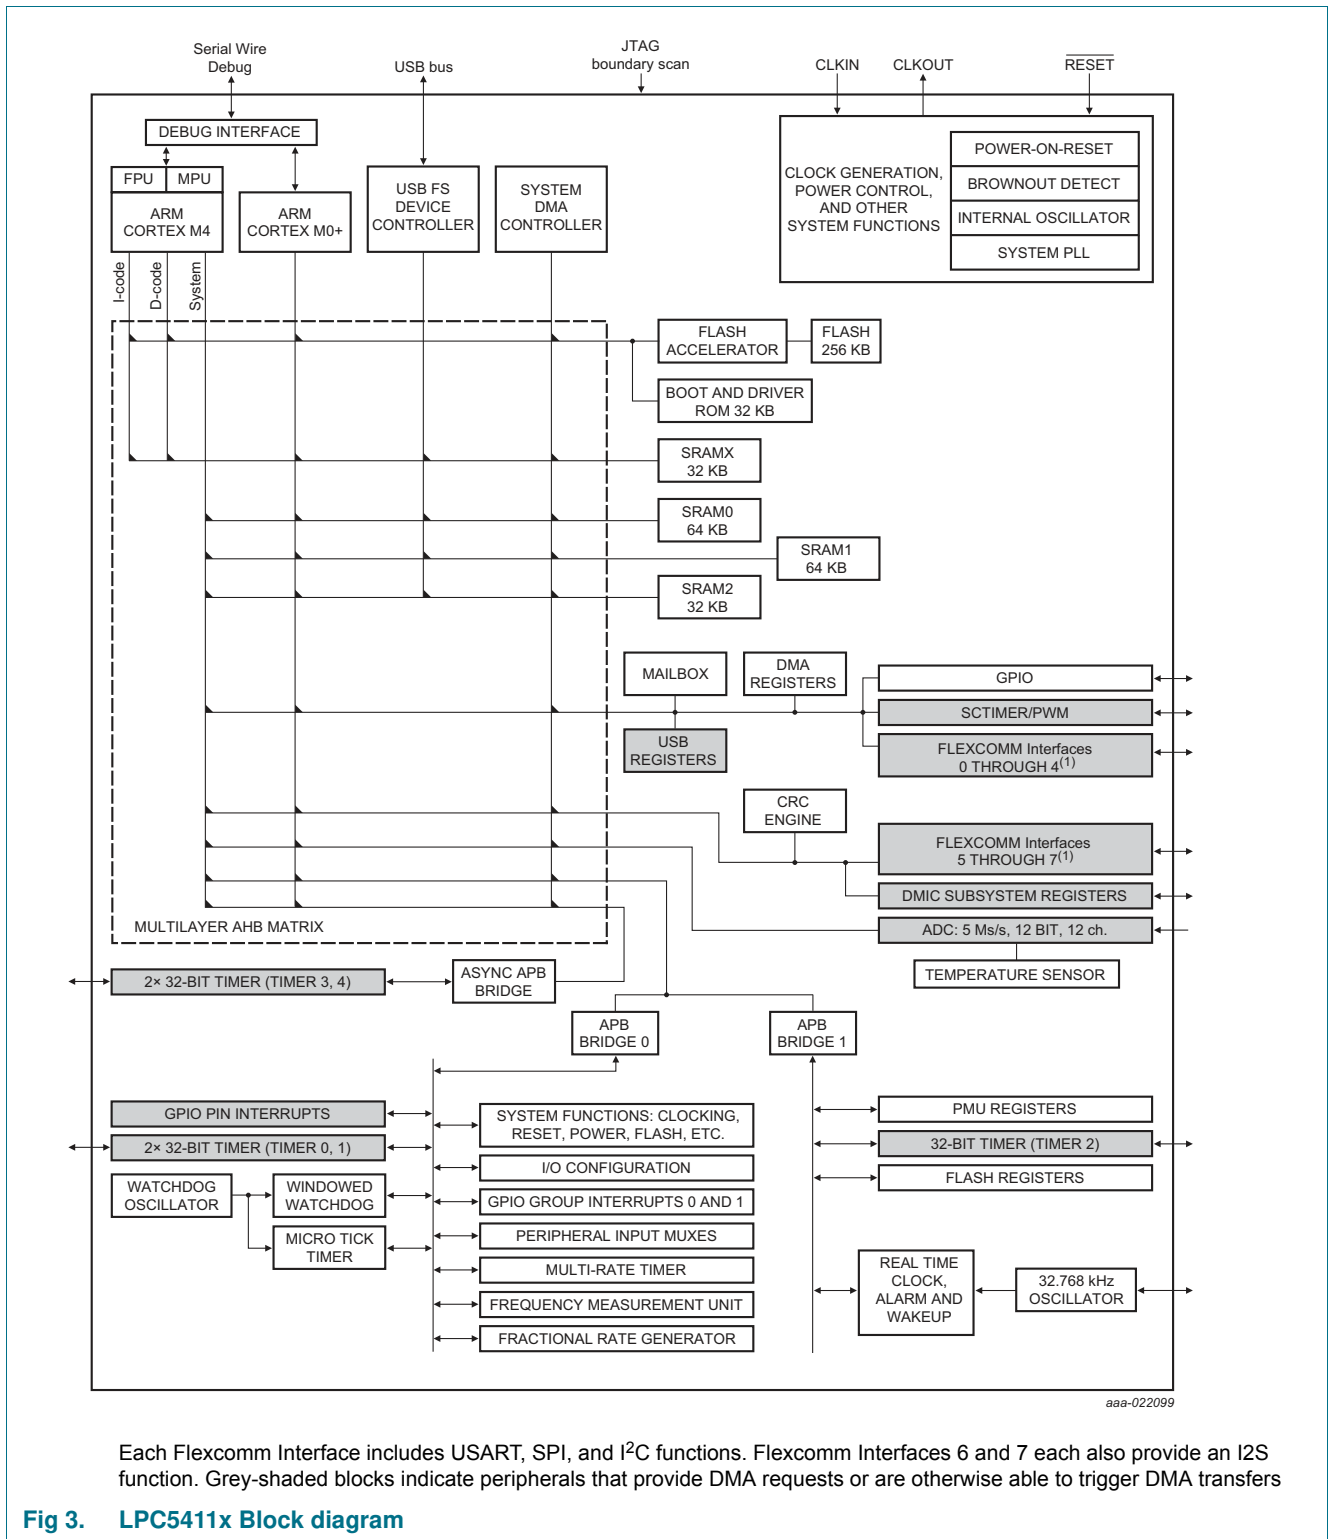 Serial Wire
Debug
USB bus
JTAG
boundary scan
CLKIN
CLKOUT
RESET
DEBUG INTERFACE
FPU
MPU
ARM
CORTEX M4
ARM
CORTEX M0+
USB FS
DEVICE
CONTROLLER
SYSTEM
DMA
CONTROLLER
CLOCK GENERATION,
POWER CONTROL,
AND OTHER
SYSTEM FUNCTIONS
POWER-ON-RESET
BROWNOUT DETECT
INTERNAL OSCILLATOR
SYSTEM PLL
I-code
D-code
System
FLASH
ACCELERATOR
FLASH
256 KB
BOOT AND DRIVER
ROM 32 KB
SRAMX
32 KB
SRAM0
64 KB
SRAM1
64 KB
SRAM2
32 KB
MAILBOX
DMA
REGISTERS
GPIO
SCTIMER/PWM
USB
REGISTERS
FLEXCOMM Interfaces
0 THROUGH 4(1)
CRC
ENGINE
FLEXCOMM Interfaces
5 THROUGH 7(1)
DMIC SUBSYSTEM REGISTERS
ADC: 5 Ms/s, 12 BIT, 12 ch.
TEMPERATURE SENSOR
MULTILAYER AHB MATRIX
2× 32-BIT TIMER (TIMER 3, 4)
ASYNC APB
BRIDGE
APB
BRIDGE 0
APB
BRIDGE 1
GPIO PIN INTERRUPTS
2× 32-BIT TIMER (TIMER 0, 1)
WATCHDOG
OSCILLATOR
WINDOWED
WATCHDOG
MICRO TICK
TIMER
SYSTEM FUNCTIONS: CLOCKING,
RESET, POWER, FLASH, ETC.
I/O CONFIGURATION
GPIO GROUP INTERRUPTS 0 AND 1
PERIPHERAL INPUT MUXES
MULTI-RATE TIMER
FREQUENCY MEASUREMENT UNIT
FRACTIONAL RATE GENERATOR
PMU REGISTERS
32-BIT TIMER (TIMER 2)
FLASH REGISTERS
REAL TIME
CLOCK,
ALARM AND
WAKEUP
32.768 kHz
OSCILLATOR
aaa-022099
Each Flexcomm Interface includes USART, SPI, and I2C functions. Flexcomm Interfaces 6 and 7 each also provide an I2S
function. Grey-shaded blocks indicate peripherals that provide DMA requests or are otherwise able to trigger DMA transfers
Fig 3. LPC5411x Block diagram